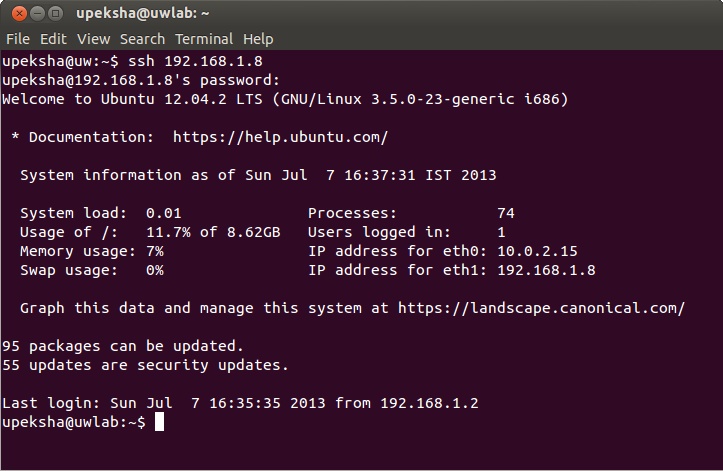 upeksha@uwlab: ~
File Edit View Search Terminal Help
upeksha@uw:~$ ssh 192.168.1.8
upeksha@192.168.1.8's password:
Welcome to Ubuntu 12.04.2 LTS (GNU/Linux 3.5.0-23-generic i686)
* Documentation:  https://help.ubuntu.com/
System information as of Sun Jul  7 16:37:31 IST 2013
System load:  0.01                Processes:           74
Usage of /:   11.7% of 8.62GB   Users logged in:     1
Memory usage: 7%                IP address for eth0: 10.0.2.15
Swap usage:   0%                IP address for eth1: 192.168.1.8
Graph this data and manage this system at https://landscape.canonical.com/
95 packages can be updated.
55 updates are security updates.
Last login: Sun Jul  7 16:35:35 2013 from 192.168.1.2
upeksha@uwlab:~$